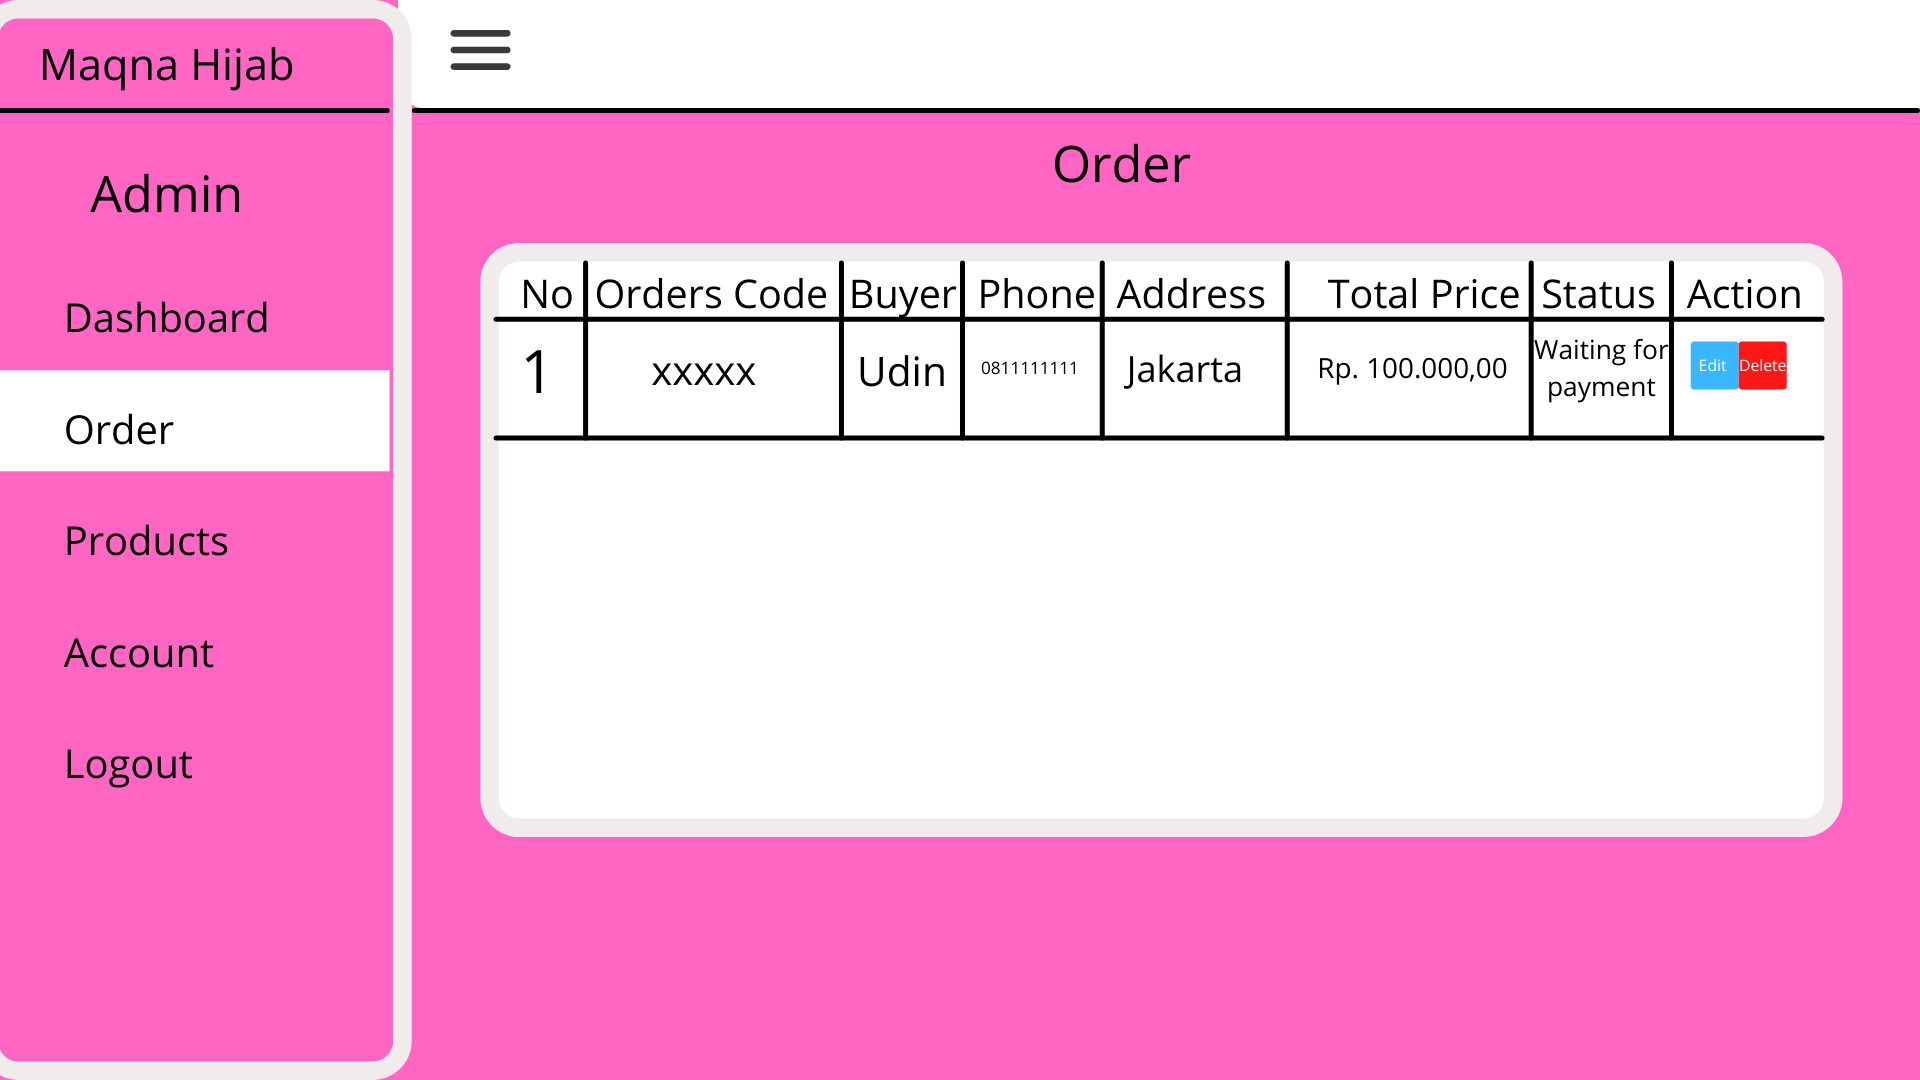 Maqna Hijab
Admin
Dashboard
Order
Products
Account
Logout
Order
No Orders Code Buyer Phone Address Total Price Status Action
1 xxxxx Udin 0811111111 Jakarta Rp. 100.000,00 Waiting for payment Edit Delete